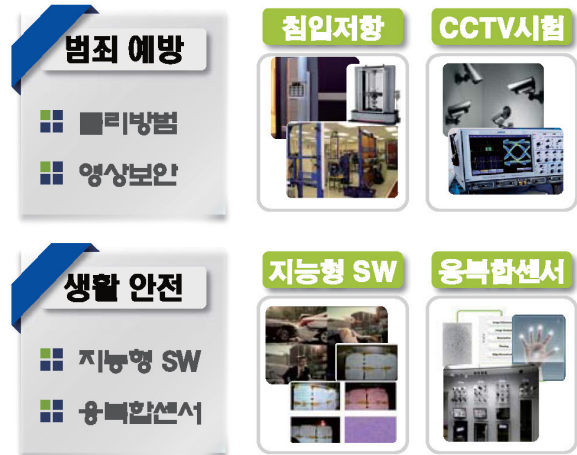 범죄 예방
물리방범
영상보안
침입저항
CCTV시험
생활 안전
지능형 SW
융복합센서
지능형 SW
융복합센서